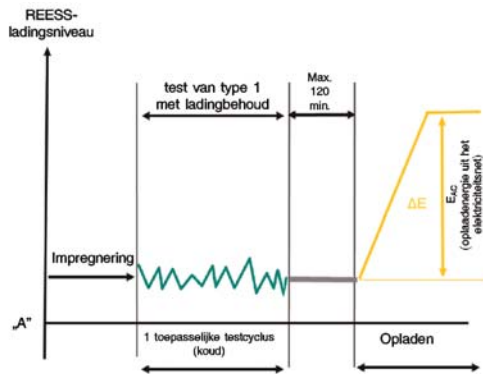 REESS-
ladingsniveau
test van type 1
met ladingbehoud
Max.
120
min.
ΔE
E_AC
(oplaadenergie uit het
elektriciteitsnet)
Impregnering
„A”
1 toepasselijke testcyclus
(koud)
Opladen